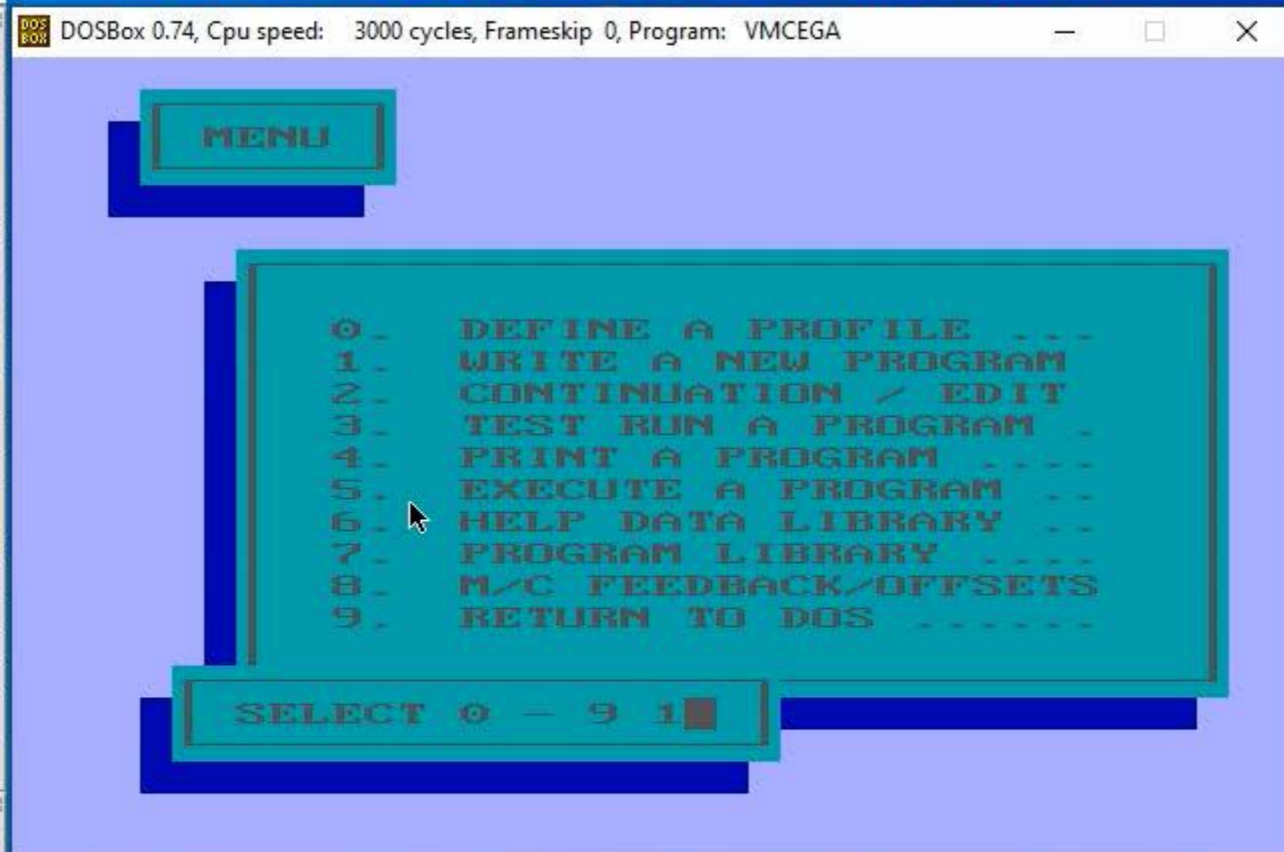 DOSBox 0.74, Cpu speed: 3000 cycles, Frameskip 0, Program: VMCEGA
MENU
0. DEFINE A PROFILE ...
1. WRITE A NEW PROGRAM
2. CONTINUATION / EDIT
3. TEST RUN A PROGRAM .
4. PRINT A PROGRAM ....
5. EXECUTE A PROGRAM ..
6. HELP DATA LIBRARY ..
7. PROGRAM LIBRARY ....
8. M/C FEEDBACK/OFFSETS
9. RETURN TO DOS ......
SELECT 0 - 9 1